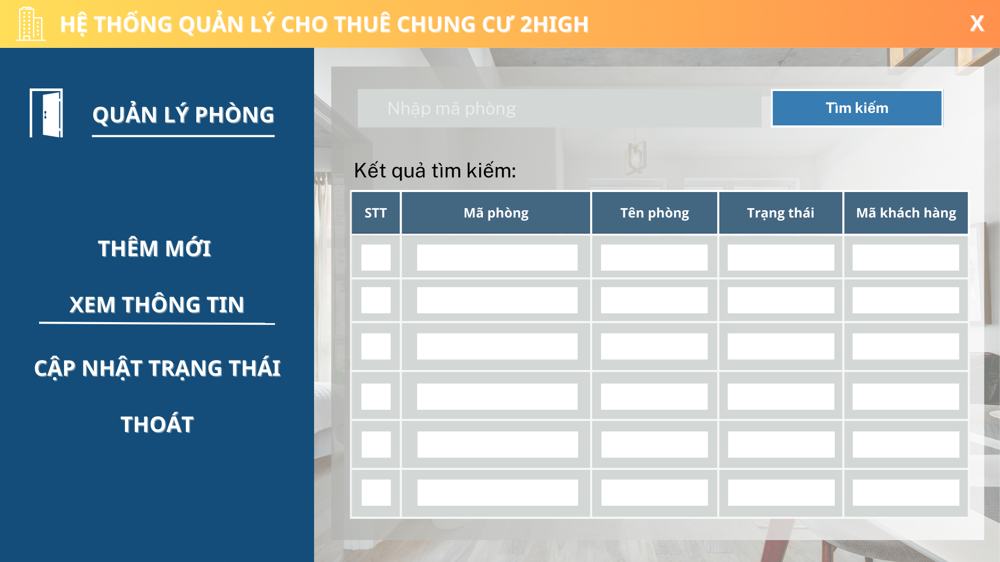 HỆ THỐNG QUẢN LÝ CHO THUÊ CHUNG CƯ 2HIGH
X
QUẢN LÝ PHÒNG
THÊM MỚI
XEM THÔNG TIN
CẬP NHẬT TRẠNG THÁI
THOÁT
Nhập mã phòng
Tìm kiếm
Kết quả tìm kiếm:
STT Mã phòng Tên phòng Trạng thái Mã khách hàng